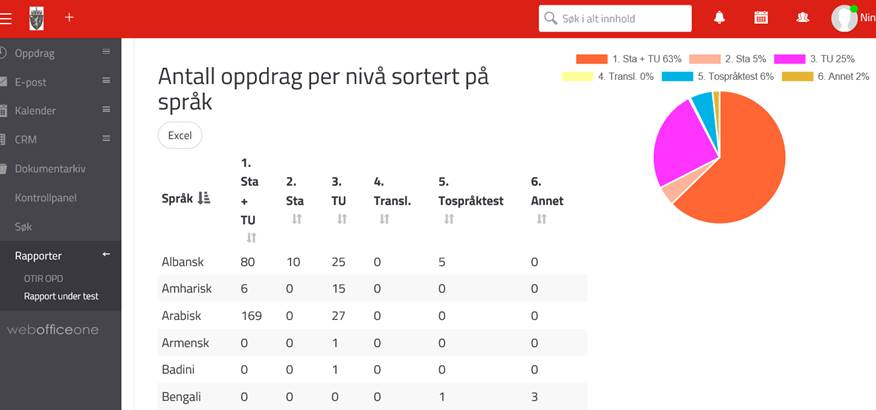 Søk i alt innhold
Nin
Oppdrag
E-post
Kalender
CRM
Dokumentarkiv
Kontrollpanel
Søk
Rapporter
OTIR OPD
Rapport under test
webofficeone
Antall oppdrag per nivå sortert på
språk
Excel
Språk 1. Sta + TU 2. Sta 3. TU 4. Transl. 5. Tospråktest 6. Annet
Albansk 80 10 25 0 5 0
Amharisk 6 0 15 0 0 0
Arabisk 169 0 27 0 0 0
Armensk 0 0 1 0 0 0
Badini 0 0 1 0 0 0
Bengali 0 0 0 0 1 3
1. Sta + TU 63% 2. Sta 5% 3. TU 25%
4. Transl. 0% 5. Tospråktest 6% 6. Annet 2%